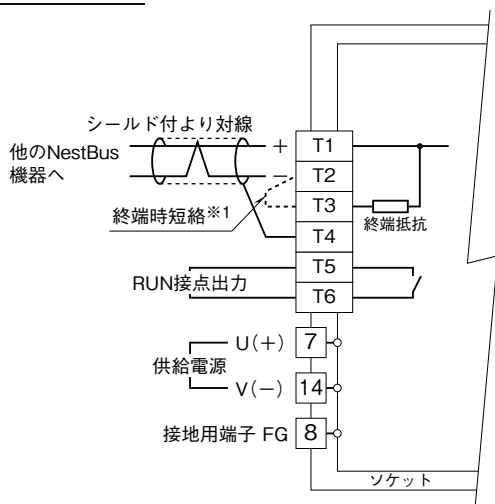 シールド付より対線
他のNestBus
機器へ
+
−
終端時短絡※1
T1
T2
T3
T4
T5
T6
終端抵抗
RUN接点出力
供給電源
U(+)
7
V(−)
14
接地用端子 FG
8
ソケット